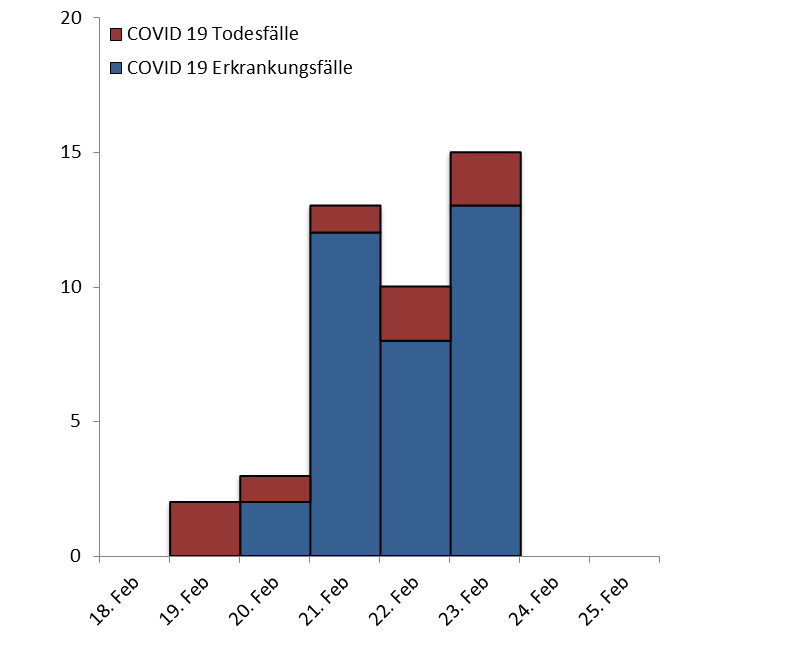 20
COVID 19 Todesfälle
COVID 19 Erkrankungsfälle
15
10
5
0
18. Feb
19. Feb
20. Feb
21. Feb
22. Feb
23. Feb
24. Feb
25. Feb